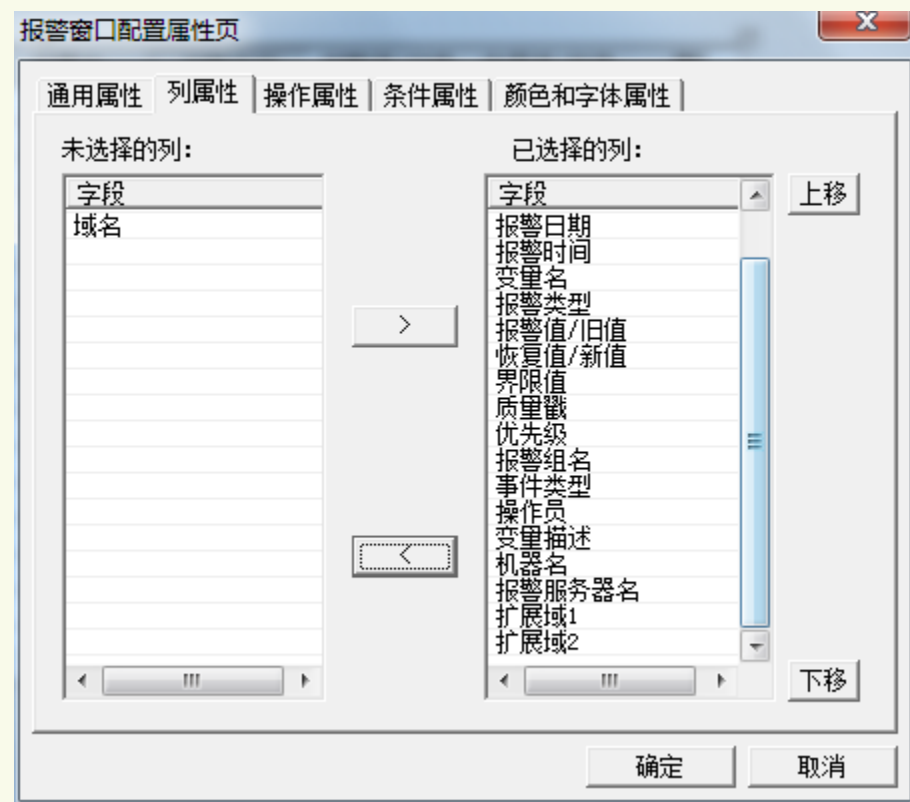 报警窗口配置属性页
通用属性 列属性 操作属性 条件属性 颜色和字体属性
未选择的列：
字段
域名
>
<
已选择的列：
字段
报警日期
报警时间
变量名
报警类型
报警值/旧值
恢复值/新值
界限值
质量戳
优先级
报警组名
事件类型
操作员
变量描述
机器名
报警服务器名
扩展域1
扩展域2
上移
下移
确定 取消